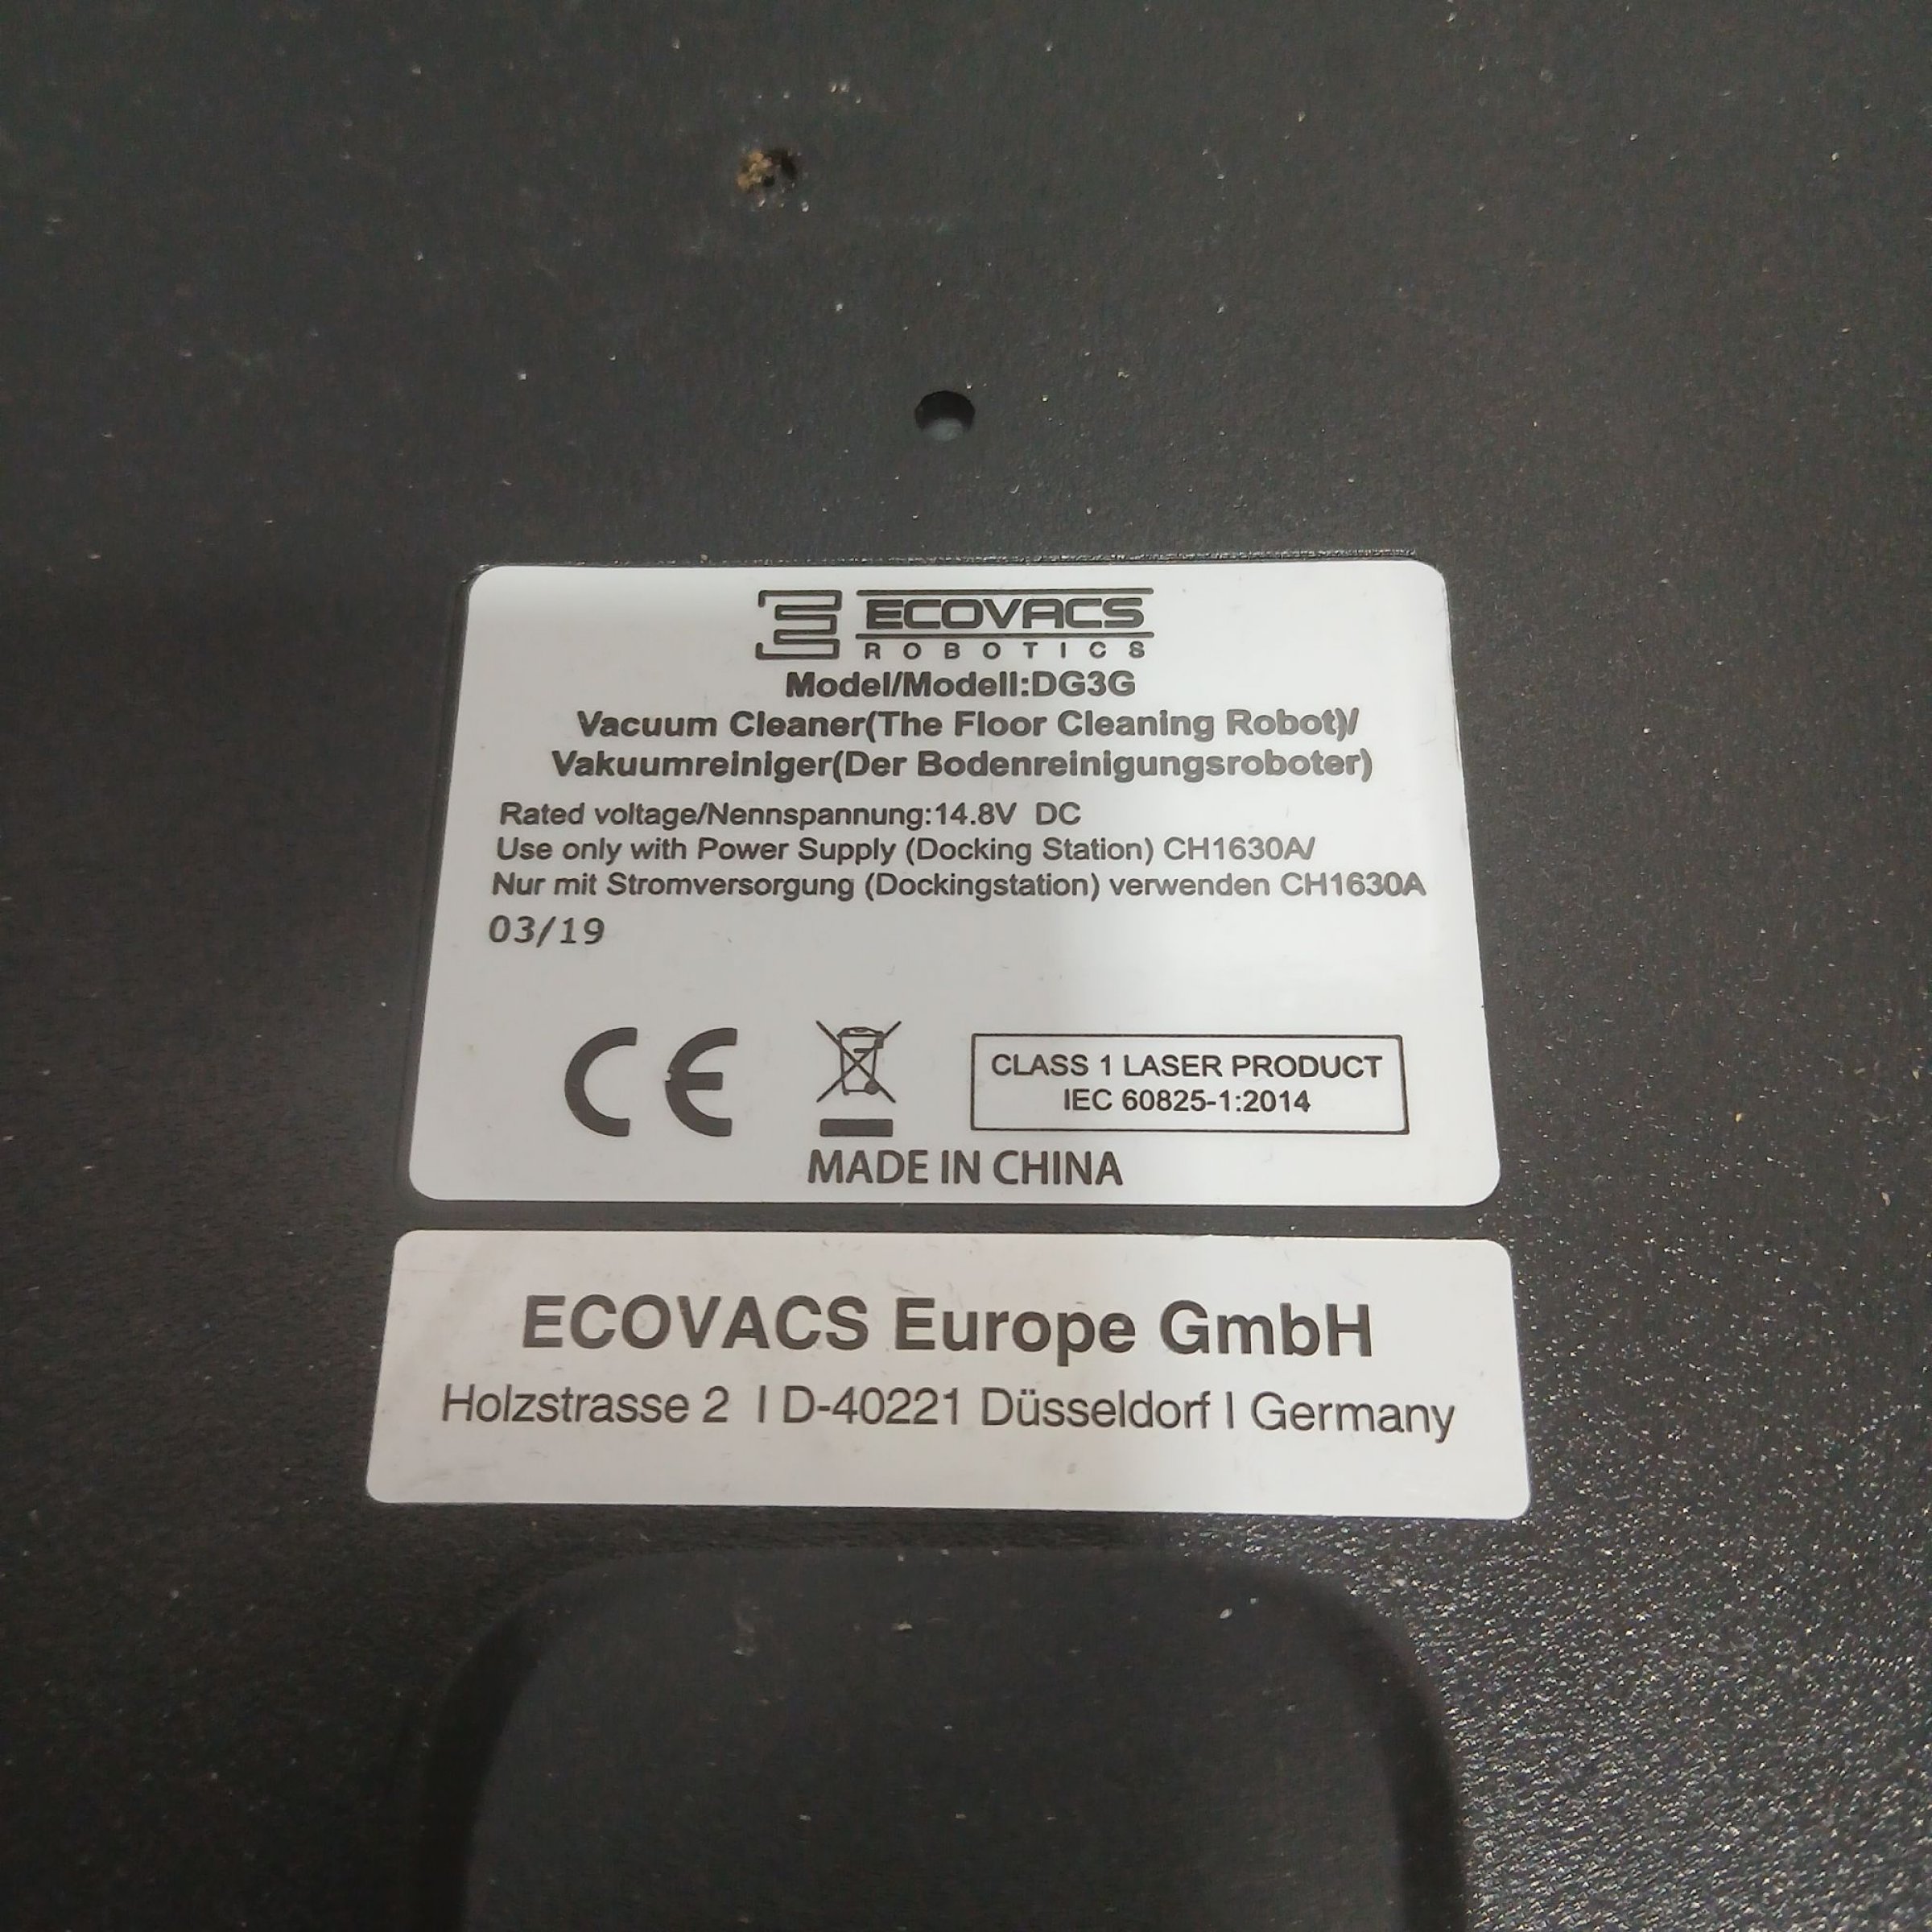 ECOVACS
ROBOTICS
Model/Modell:DG3G
Vacuum Cleaner(The Floor Cleaning Robot)/
Vakuumreiniger(Der Bodenreinigungsroboter)
Rated voltage/Nennspannung:14.8V DC
Use only with Power Supply (Docking Station) CH1630A/
Nur mit Stromversorgung (Dockingstation) verwenden CH1630A
03/19
CE
CLASS 1 LASER PRODUCT
IEC 60825-1:2014
MADE IN CHINA
ECOVACS Europe GmbH
Holzstrasse 2 | D-40221 Düsseldorf | Germany